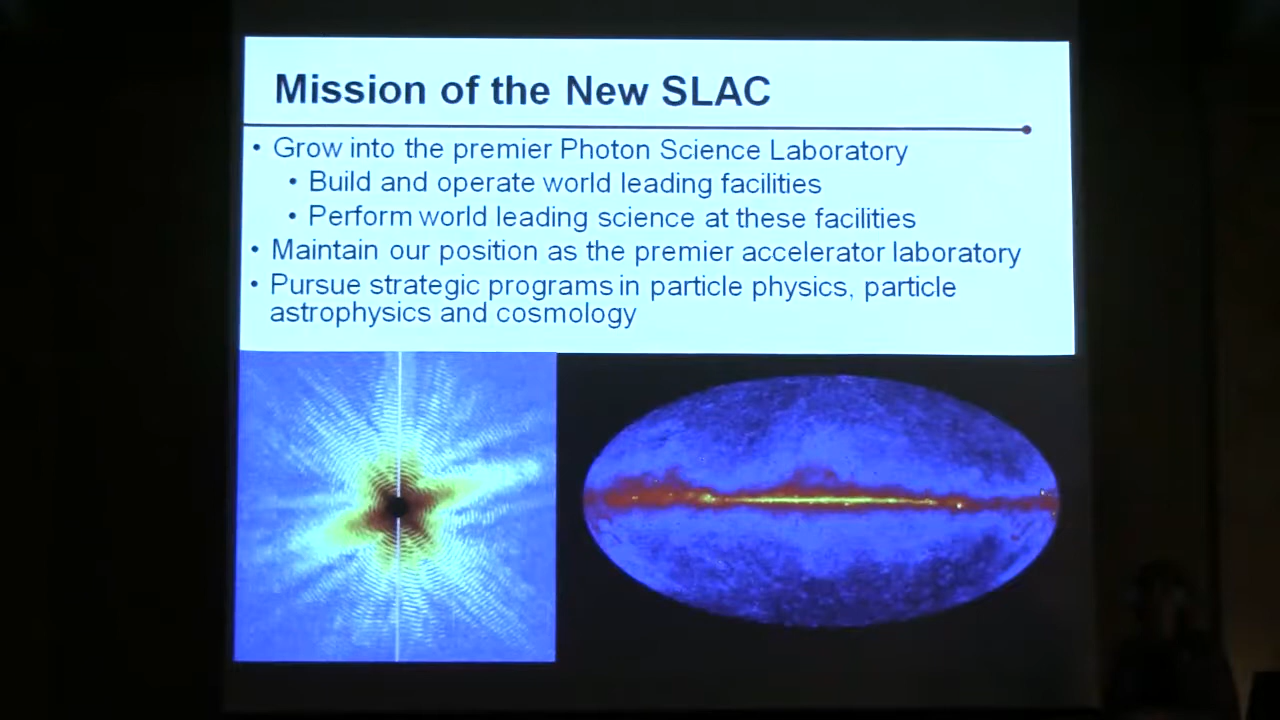 Mission of the New SLAC
• Grow into the premier Photon Science Laboratory
• Build and operate world leading facilities
• Perform world leading science at these facilities
• Maintain our position as the premier accelerator laboratory
• Pursue strategic programs in particle physics, particle
astrophysics and cosmology